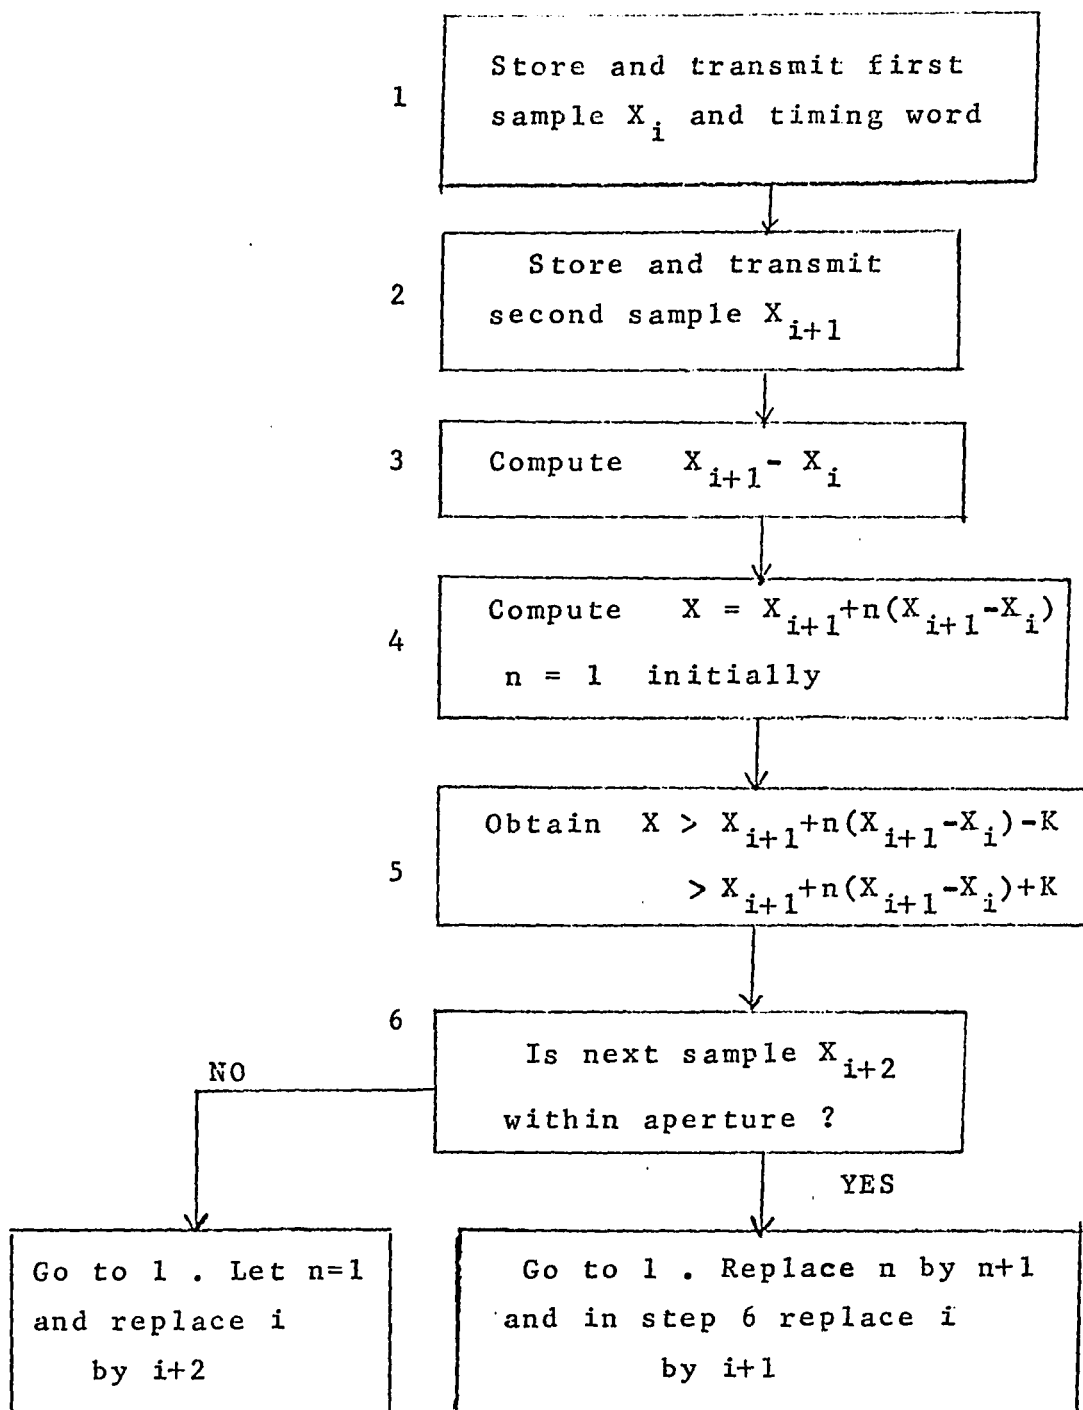 1
Store and transmit first
sample X_i and timing word
2
Store and transmit
second sample X_{i+1}
3
Compute X_{i+1} - X_i
4
Compute X = X_{i+1}+n(X_{i+1}-X_i)
n = 1 initially
5
Obtain X > X_{i+1}+n(X_{i+1}-X_i)-K
> X_{i+1}+n(X_{i+1}-X_i)+K
6
Is next sample X_{i+2}
within aperture ?
NO
YES
Go to 1 . Let n=1
and replace i
by i+2
Go to 1 . Replace n by n+1
and in step 6 replace i
by i+1